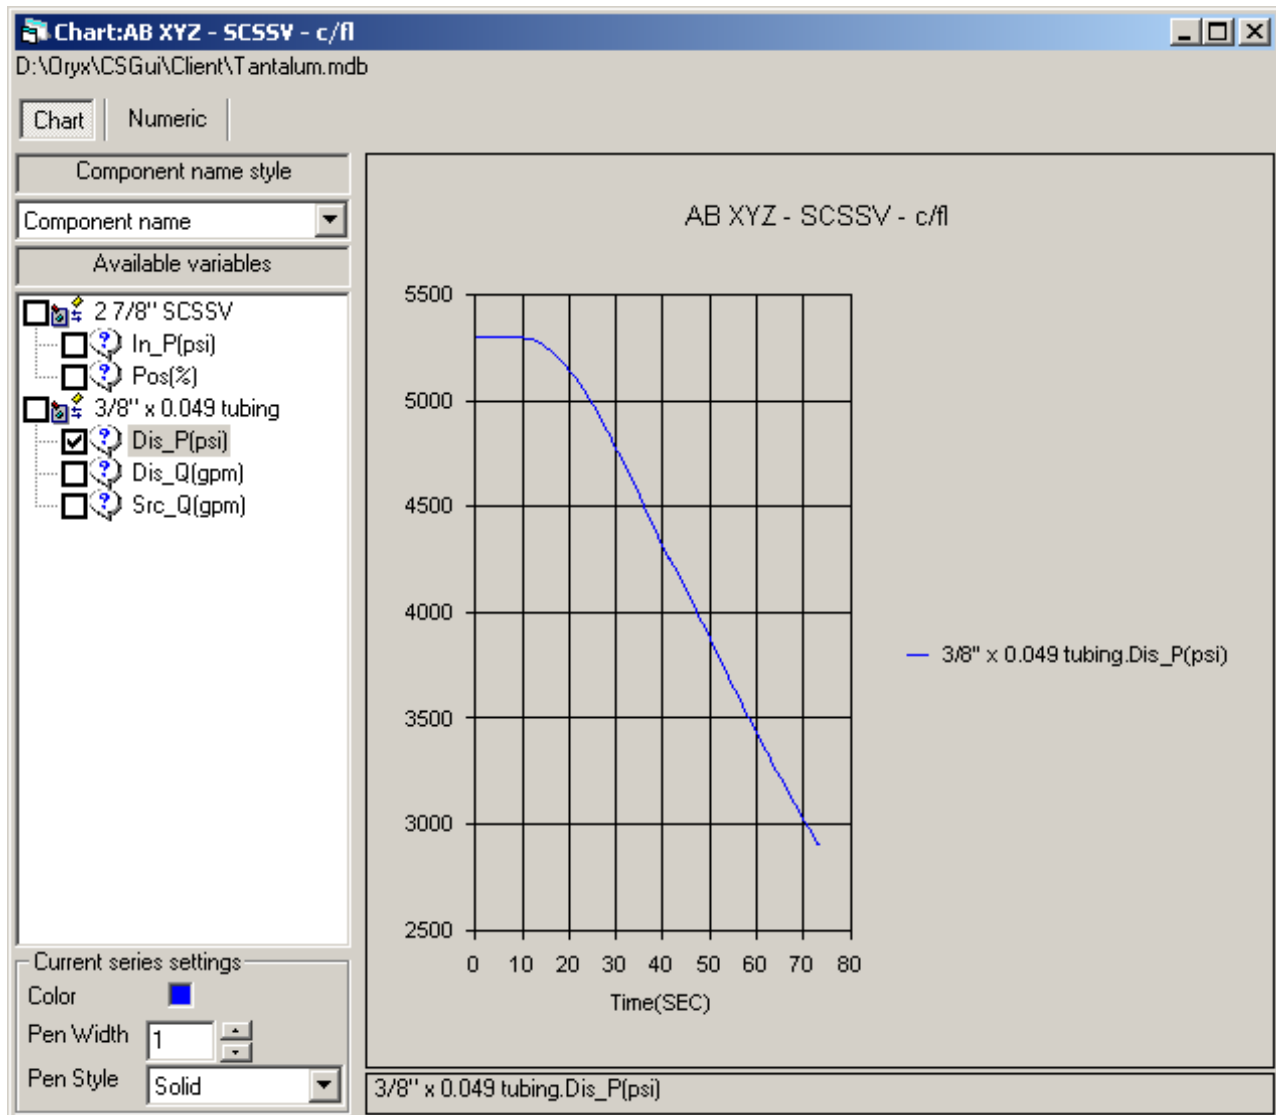 Chart:AB XYZ - SCSSV - c/fl
D:\Oryx\CSGui\Client\Tantalum.mdb
Chart Numeric
Component name style
Component name
Available variables
2 7/8" SCSSV
In_P(psi)
Pos(%)
3/8" x 0.049 tubing
Dis_P(psi)
Dis_Q(gpm)
Src_Q(gpm)
Current series settings
Color
Pen Width 1
Pen Style Solid
AB XYZ - SCSSV - c/fl
5500
5000
4500
4000
3500
3000
2500
0 10 20 30 40 50 60 70 80
Time(SEC)
3/8" x 0.049 tubing.Dis_P(psi)
3/8" x 0.049 tubing.Dis_P(psi)